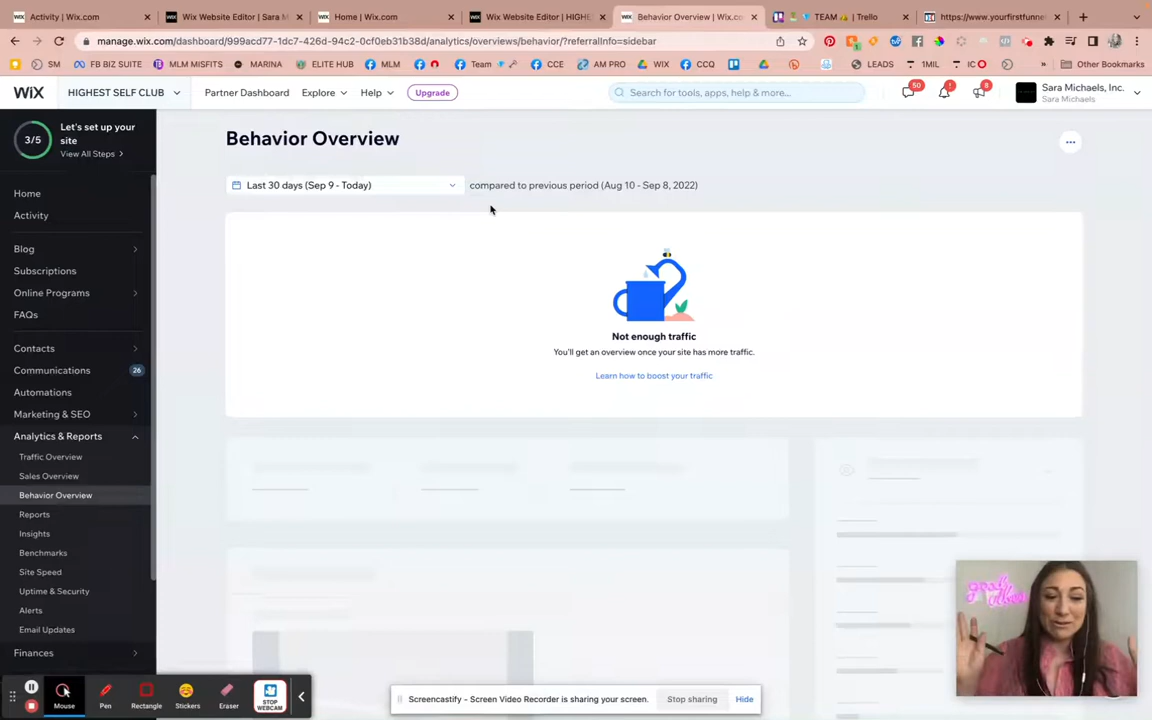 Activity | Wix.com
Wix Website Editor | Sara M
Home | Wix.com
Wix Website Editor | HIGHE
Behavior Overview | Wix.co
TEAM | Trello
https://www.yourfirstfunnel
manage.wix.com/dashboard/999acd77-1dc7-426d-94c2-0cf0eb31b38d/analytics/overviews/behavior/?referralInfo=sidebar
SM
FB BIZ SUITE
MLM MISFITS
MARINA
ELITE HUB
MLM
Team
CCE
AM PRO
WIX
CCQ
LEADS
1MIL
IC
Other Bookmarks
WiX
HIGHEST SELF CLUB
Partner Dashboard
Explore
Help
Upgrade
Search for tools, apps, help & more...
50
1
8
Sara Michaels, Inc.
Sara Michaels
3/5
Let's set up your
site
View All Steps
Home
Activity
Blog
Subscriptions
Online Programs
FAQs
Contacts
Communications
26
Automations
Marketing & SEO
Analytics & Reports
Traffic Overview
Sales Overview
Behavior Overview
Reports
Insights
Benchmarks
Site Speed
Uptime & Security
Alerts
Email Updates
Finances
Behavior Overview
Last 30 days (Sep 9 - Today)
compared to previous period (Aug 10 - Sep 8, 2022)
Not enough traffic
You'll get an overview once your site has more traffic.
Learn how to boost your traffic
good
vibes
Mouse
Pen
Rectangle
Stickers
Eraser
STOP
WEBCAM
Screencastify - Screen Video Recorder is sharing your screen.
Stop sharing
Hide